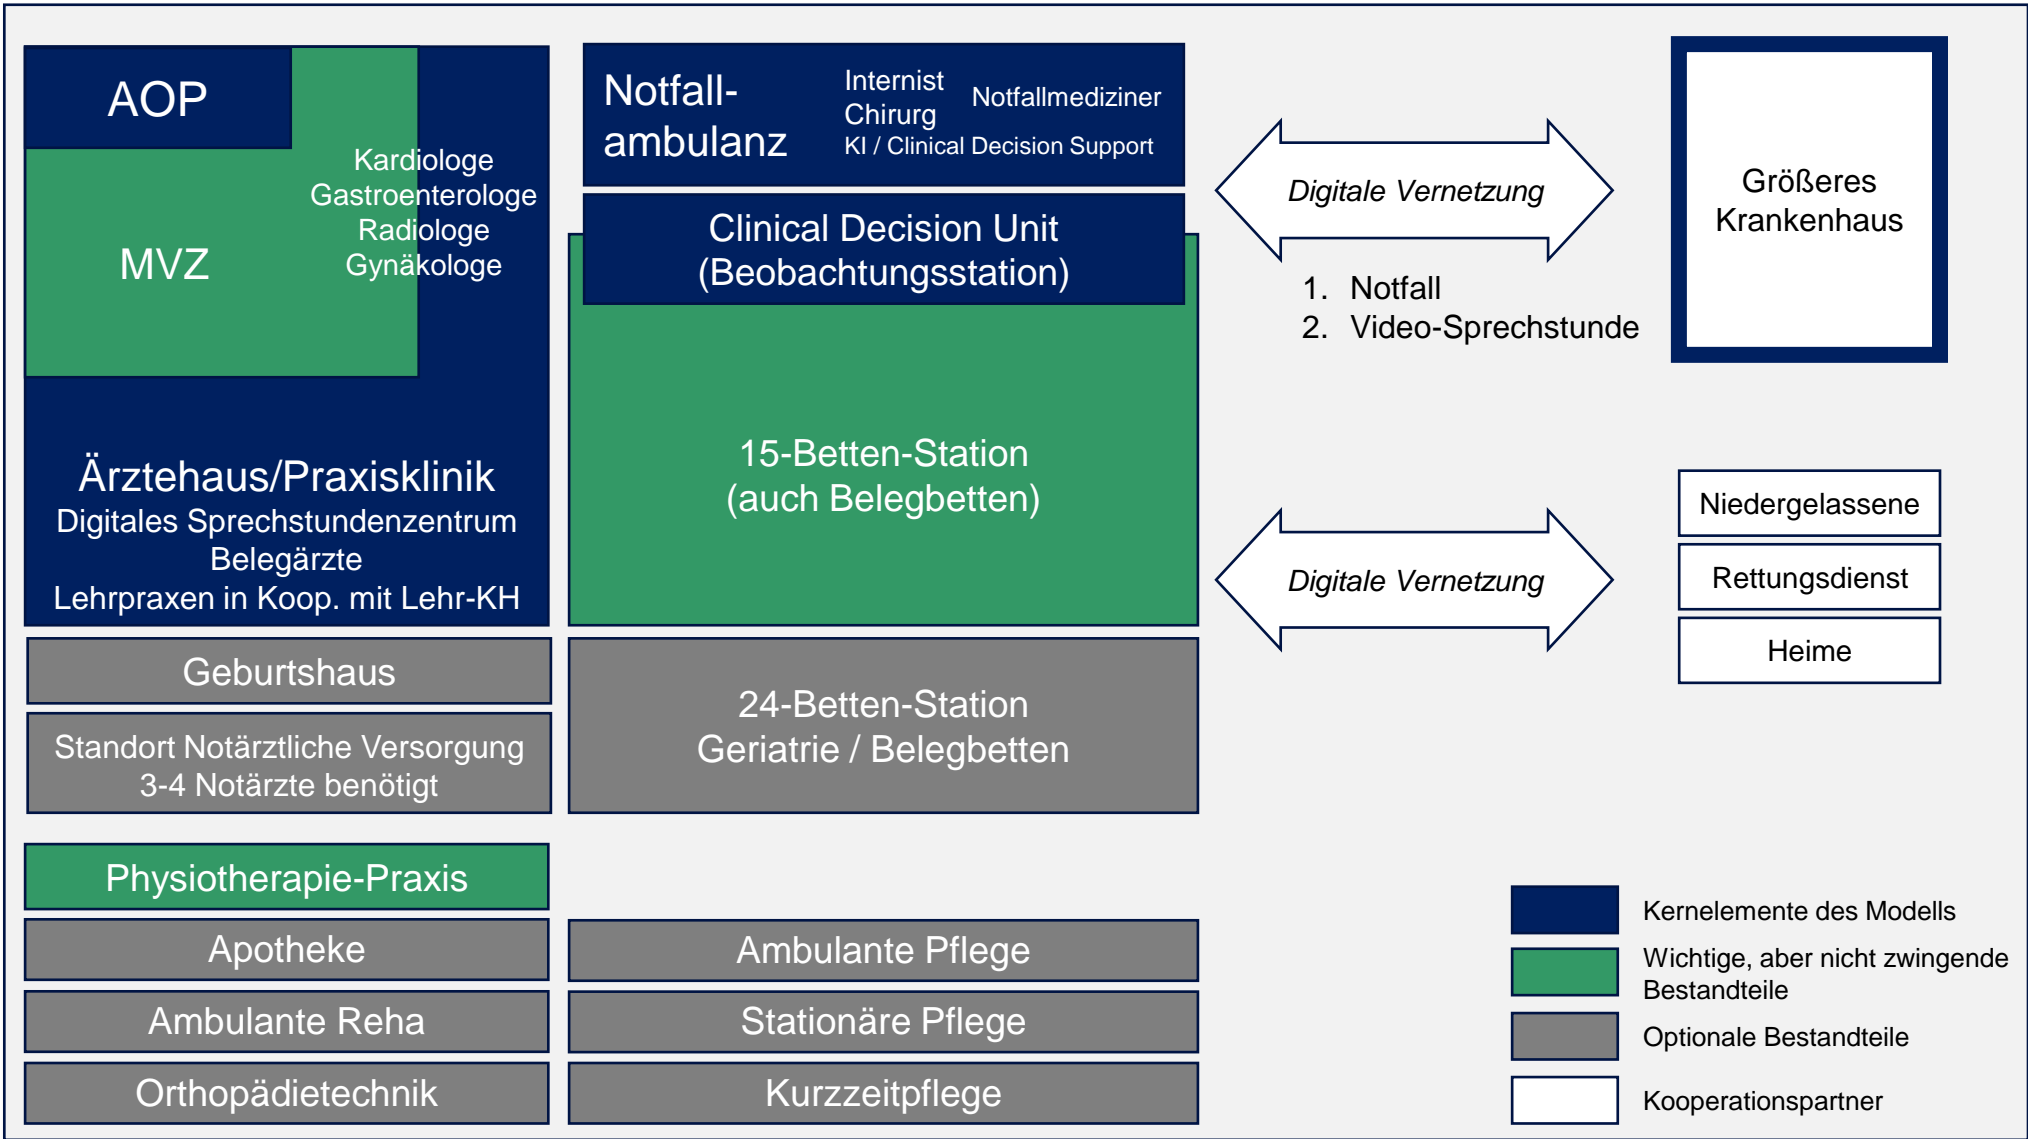 AOP
MVZ
Kardiologe
Gastroenterologe
Radiologe
Gynäkologe
Ärztehaus/Praxisklinik
Digitales Sprechstundenzentrum
Belegärzte
Lehrpraxen in Koop. mit Lehr-KH
Geburtshaus
Standort Notärztliche Versorgung
3-4 Notärzte benötigt
Physiotherapie-Praxis
Apotheke
Ambulante Reha
Orthopädietechnik
Notfall-
ambulanz
Internist
Chirurg
Notfallmediziner
KI / Clinical Decision Support
Clinical Decision Unit
(Beobachtungsstation)
15-Betten-Station
(auch Belegbetten)
24-Betten-Station
Geriatrie / Belegbetten
Ambulante Pflege
Stationäre Pflege
Kurzzeitpflege
Digitale Vernetzung
1. Notfall
2. Video-Sprechstunde
Größeres
Krankenhaus
Digitale Vernetzung
Niedergelassene
Rettungsdienst
Heime
Kernelemente des Modells
Wichtige, aber nicht zwingende
Bestandteile
Optionale Bestandteile
Kooperationspartner